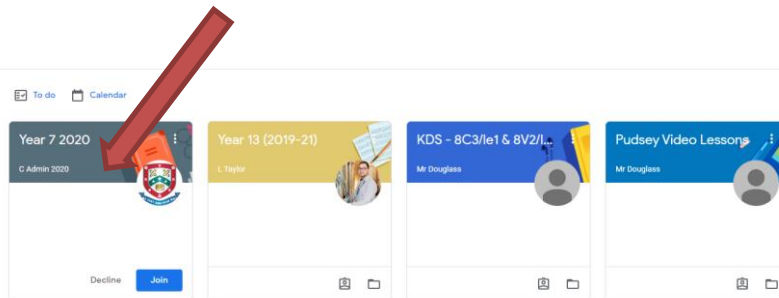 To do Calendar
Year 7 2020
C Admin 2020
Decline Join
Year 13 (2019-21)
L Taylor
KDS - 8C3/le1 & 8V2/l...
Mr Douglass
Pudsey Video Lessons
Mr Douglass